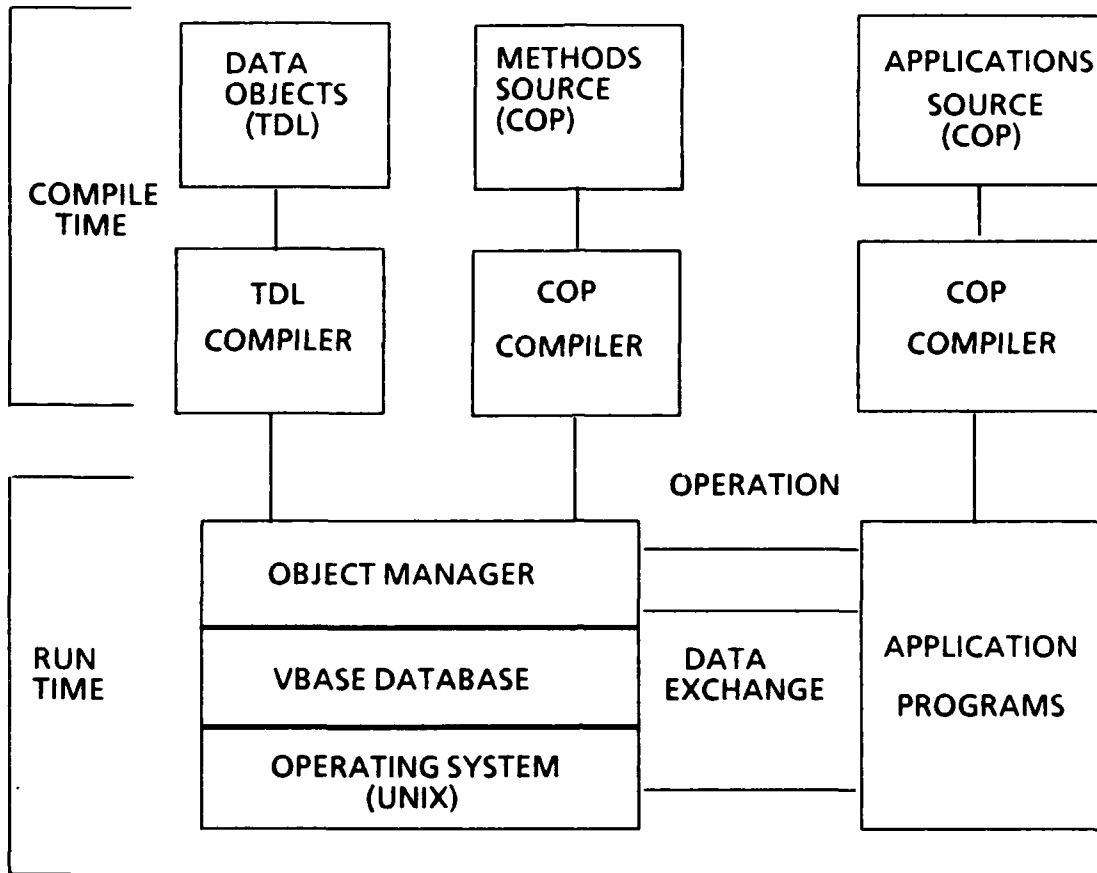 DATA
OBJECTS
(TDL)
METHODS
SOURCE
(COP)
APPLICATIONS
SOURCE
(COP)
COMPILE
TIME
TDL
COMPILER
COP
COMPILER
COP
COMPILER
OPERATION
OBJECT MANAGER
RUN
TIME
VBASE DATABASE
DATA
EXCHANGE
APPLICATION
PROGRAMS
OPERATING SYSTEM
(UNIX)